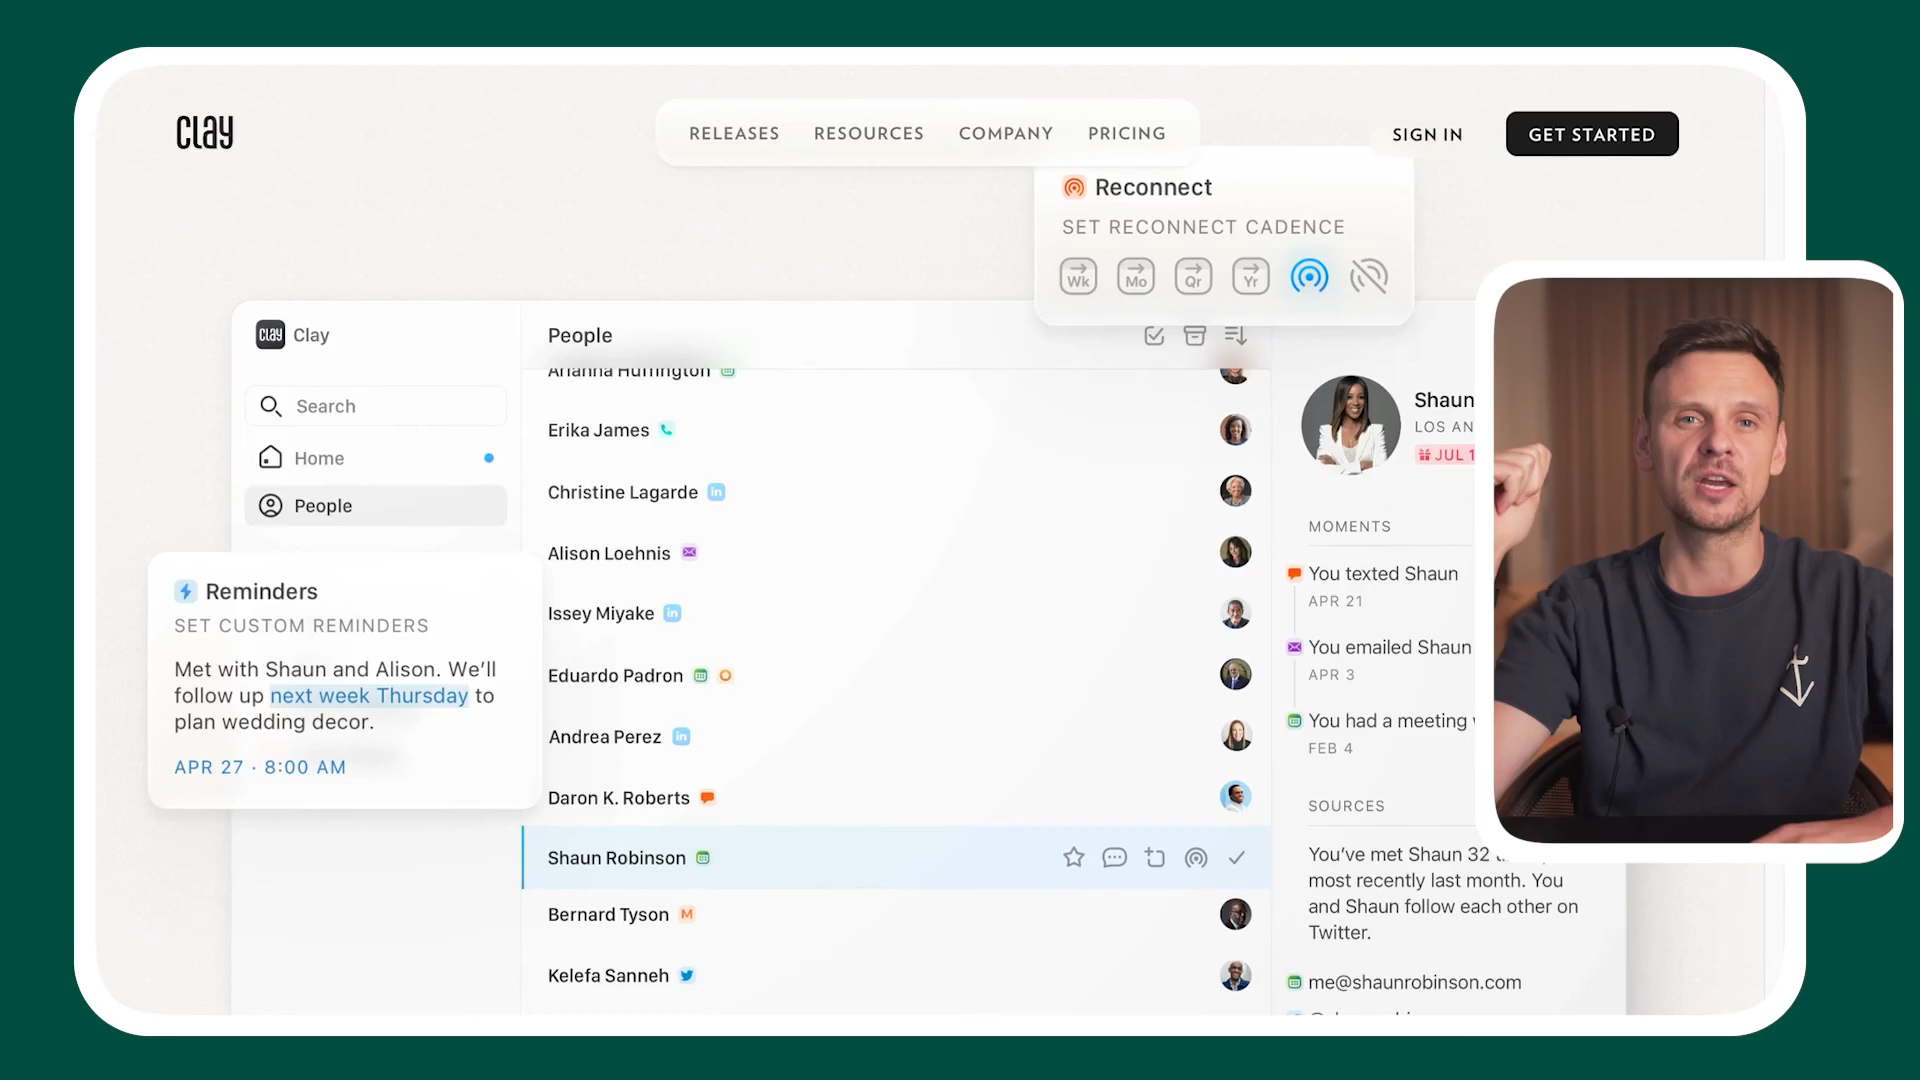 CLAY
RELEASES
RESOURCES
COMPANY
PRICING
SIGN IN
GET STARTED
Reconnect
SET RECONNECT CADENCE
Wk
Mo
Qr
Yr
CLAY
Clay
Search
Home
People
Reminders
SET CUSTOM REMINDERS
Met with Shaun and Alison. We'll
follow up next week Thursday to
plan wedding decor.
APR 27 · 8:00 AM
People
Arianna Huffington
Erika James
Christine Lagarde in
Alison Loehnis
Issey Miyake in
Eduardo Padron
Andrea Perez in
Daron K. Roberts
Shaun Robinson
Bernard Tyson M
Kelefa Sanneh
Shaun
LOS AN
JUL 1
MOMENTS
You texted Shaun
APR 21
You emailed Shaun
APR 3
You had a meeting
FEB 4
SOURCES
You've met Shaun 32
most recently last month. You
and Shaun follow each other on
Twitter.
me@shaunrobinson.com